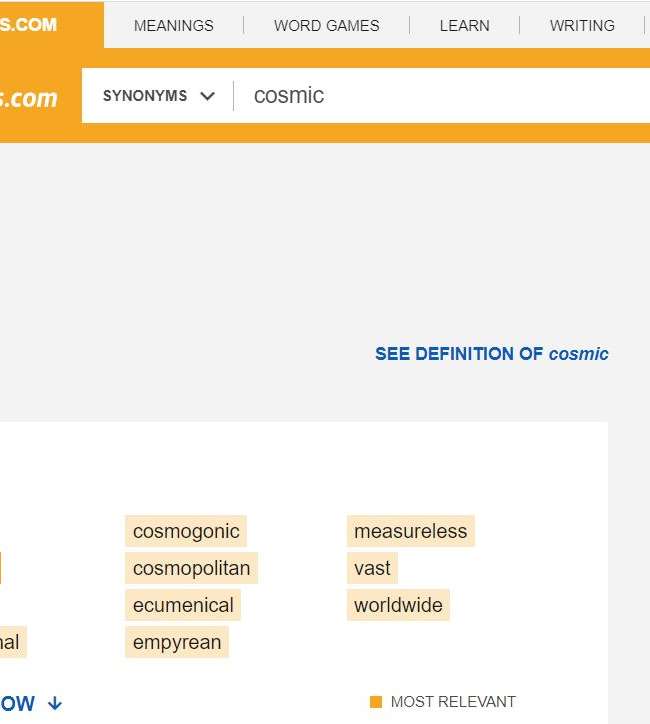 S.COM MEANINGS WORD GAMES LEARN WRITING
s.com SYNONYMS cosmic
SEE DEFINITION OF cosmic
cosmogonic measureless
cosmopolitan vast
ecumenical worldwide
nal empyrean
OW MOST RELEVANT